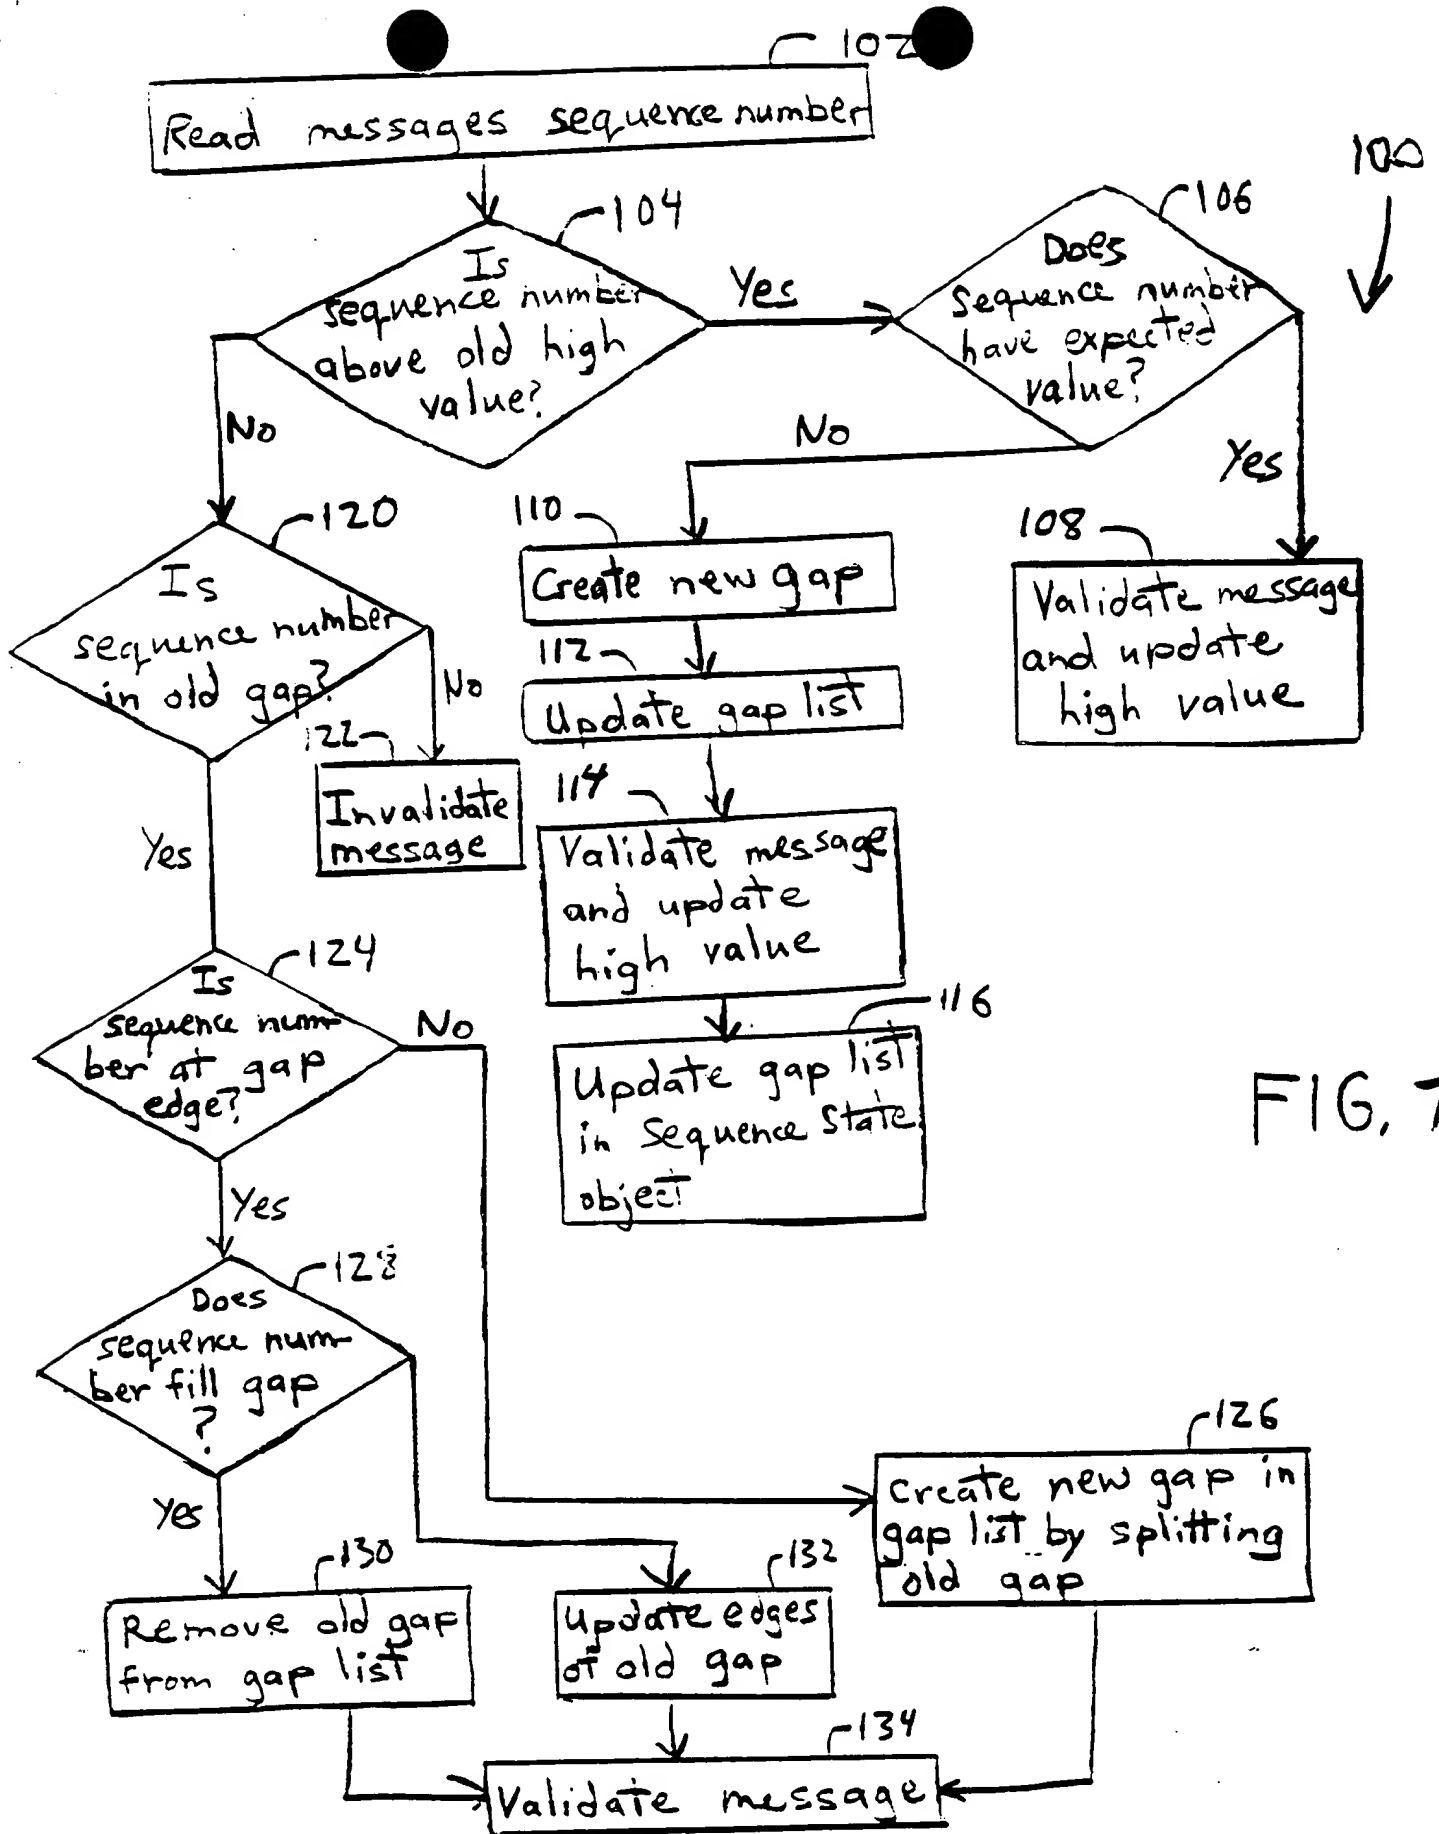 102
Read messages sequence number
100
104
Is
sequence number
above old high
value?
Yes
106
Does
sequence number
have expected
value?
No
No
Yes
120
Is
sequence number
in old gap?
No
110
Create new gap
108
Validate message
and update
high value
112
Update gap list
122
Invalidate
message
114
Validate message
and update
high value
Yes
124
Is
sequence num-
ber at gap
edge?
No
116
Update gap list
in Sequence State
object
FIG. 7
Yes
128
Does
sequence num-
ber fill gap
?
Yes
126
Create new gap in
gap list by splitting
old gap
130
Remove old gap
from gap list
132
Update edges
of old gap
134
Validate message